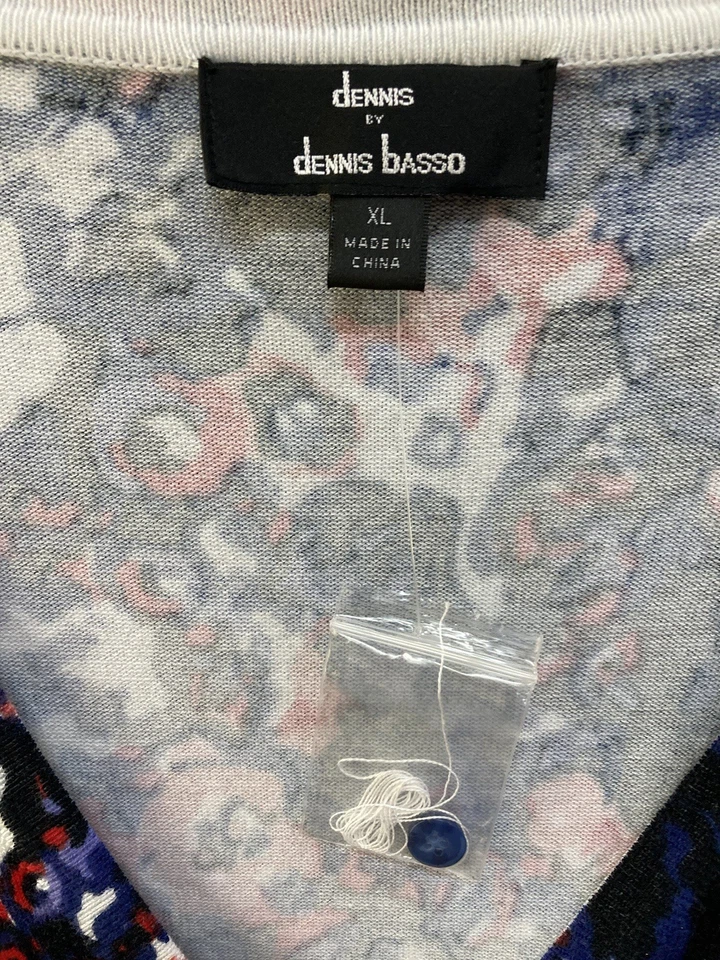 dENNIS
BY
dENNIS bASSO
XL
MADE IN
CHINA